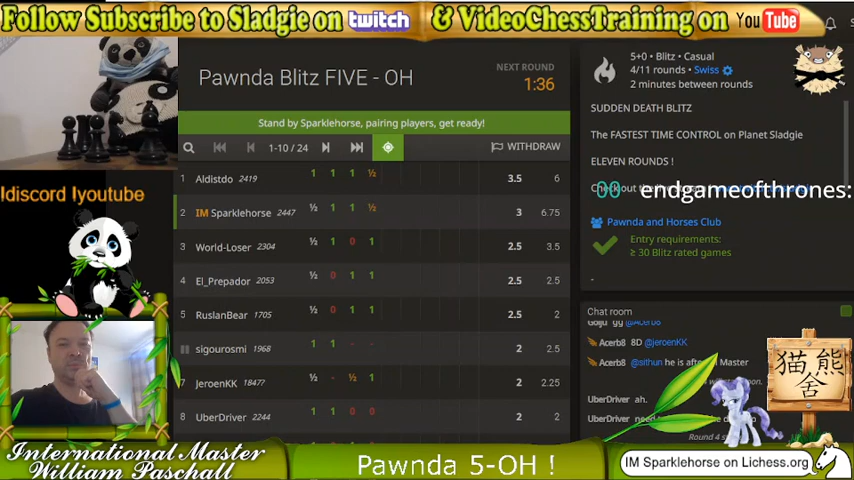 Follow Subscribe to Sladgie on twitch & VideoChessTraining on YouTube
Pawnda Blitz FIVE - OH
NEXT ROUND
1:36
Stand by Sparklehorse, pairing players, get ready!
1-10 / 24
WITHDRAW
1 Aldistdo 2419 1 1 1 ½ 3.5 6
2 IM Sparklehorse 2447 ½ 1 1 ½ 3 6.75
3 World-Loser 2304 ½ 1 0 1 2.5 3.5
4 El_Prepador 2053 ½ 0 1 1 2.5 2.5
5 RuslanBear 1705 ½ 0 1 1 2.5 2
sigourosmi 1968 1 1 - - 2 2.5
7 JeroenKK ½ - ½ 1 2 2.25
8 UberDriver 2244 1 1 0 0 2 2
5+0 • Blitz • Casual
4/11 rounds • Swiss
2 minutes between rounds
SUDDEN DEATH BLITZ
The FASTEST TIME CONTROL on Planet Sladgie
ELEVEN ROUNDS !
endgameofthrones:
Pawnda and Horses Club
Entry requirements:
≥ 30 Blitz rated games
-
Chat room
gg @Acerb8
Acerb8 8D @jeroenKK
Acerb8 @sithun he is Master
UberDriver ah.
UberDriver
Round 4
!discord !youtube
猫熊
舍
International Master
William Paschall
Pawnda 5-OH !
IM Sparklehorse on Lichess.org